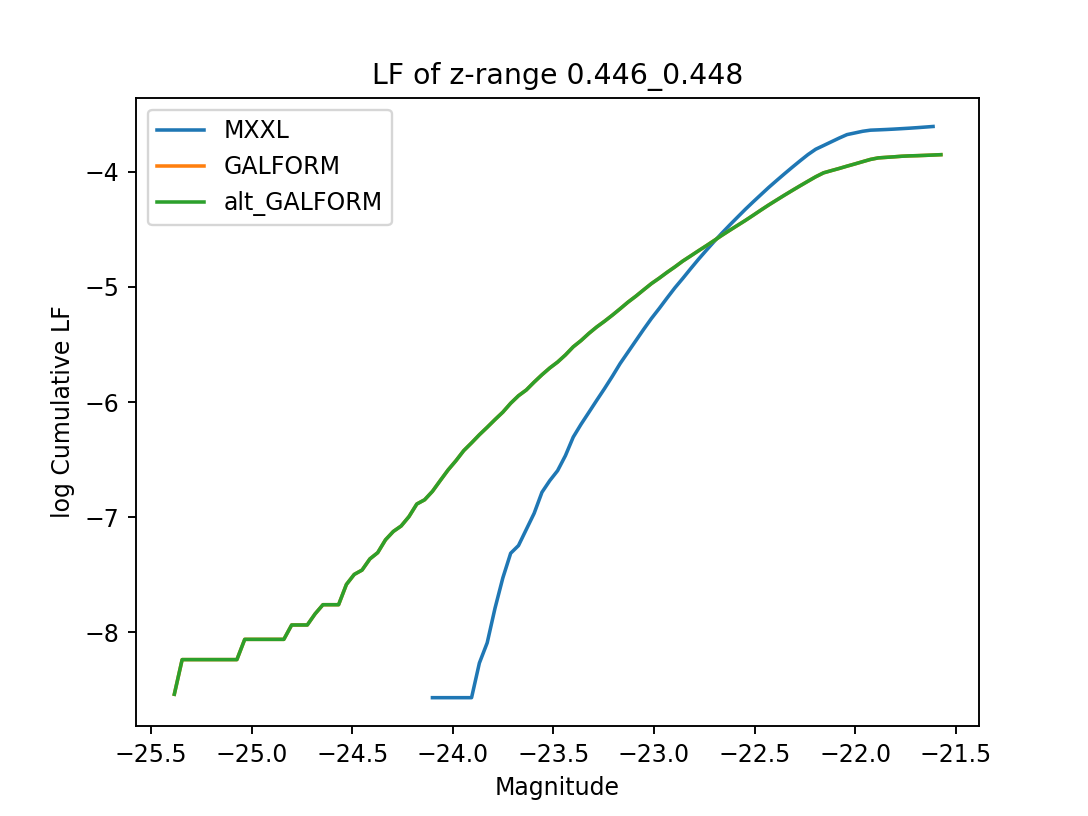 LF of z-range 0.446_0.448
MXXL
GALFORM
alt_GALFORM
log Cumulative LF
−4
−5
−6
−7
−8
−25.5 −25.0 −24.5 −24.0 −23.5 −23.0 −22.5 −22.0 −21.5
Magnitude